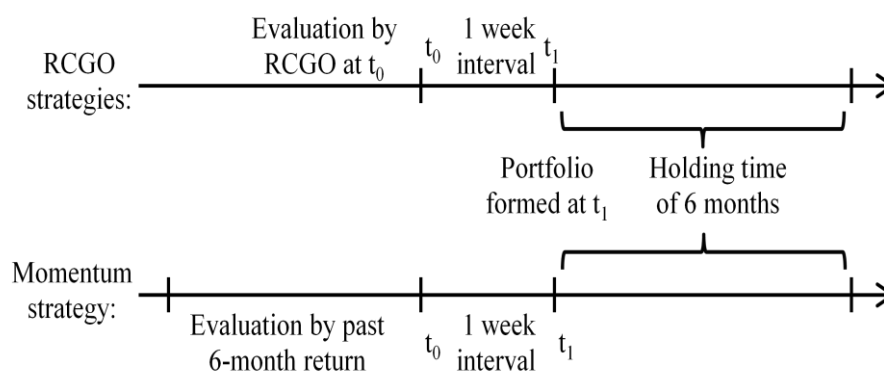 RCGO
strategies:
Evaluation by
RCGO at t₀
t₀
1 week
interval
t₁
Portfolio
formed at t₁
Holding time
of 6 months
Momentum
strategy:
Evaluation by past
6-month return
t₀
1 week
interval
t₁